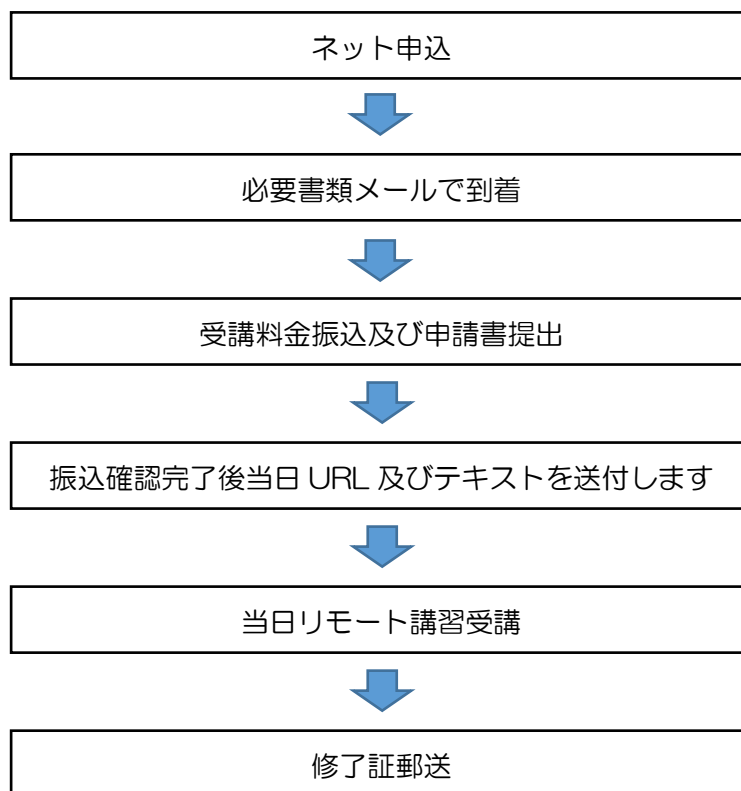 ネット申込
必要書類メールで到着
受講料金振込及び申請書提出
振込確認完了後当日 URL 及びテキストを送付します
当日リモート講習受講
修了証郵送